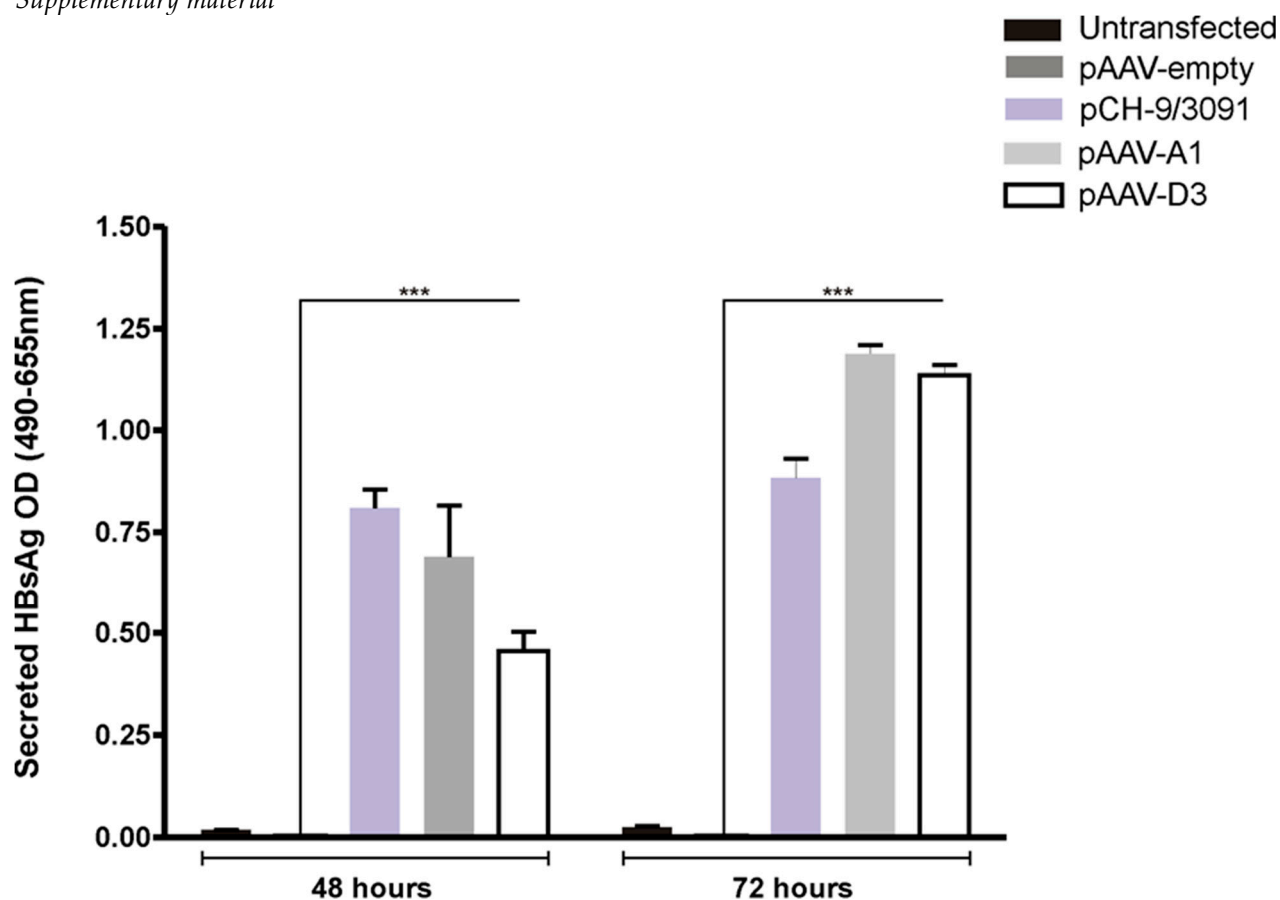 Supplementary material
Untransfected
pAAV-empty
pCH-9/3091
pAAV-A1
pAAV-D3
Secreted HBsAg OD (490-655nm)
1.50
1.25
1.00
0.75
0.50
0.25
0.00
***
***
48 hours
72 hours